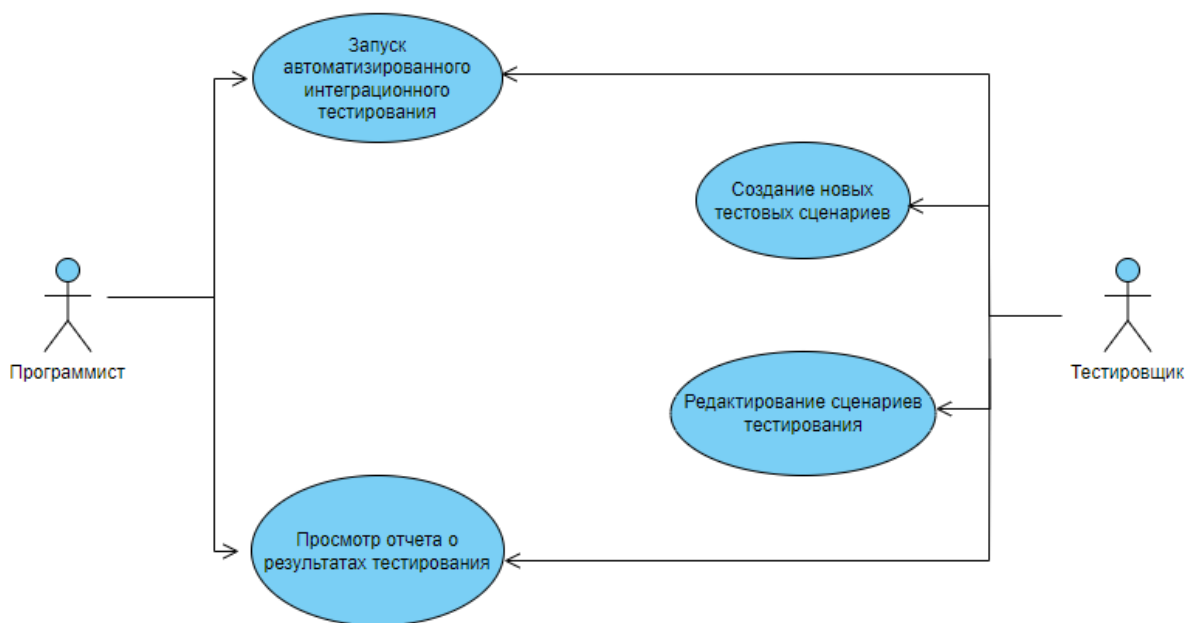 Запуск
автоматизированного
интеграционного
тестирования
Создание новых
тестовых сценариев
Программист
Тестировщик
Редактирование сценариев
тестирования
Просмотр отчета о
результатах тестирования